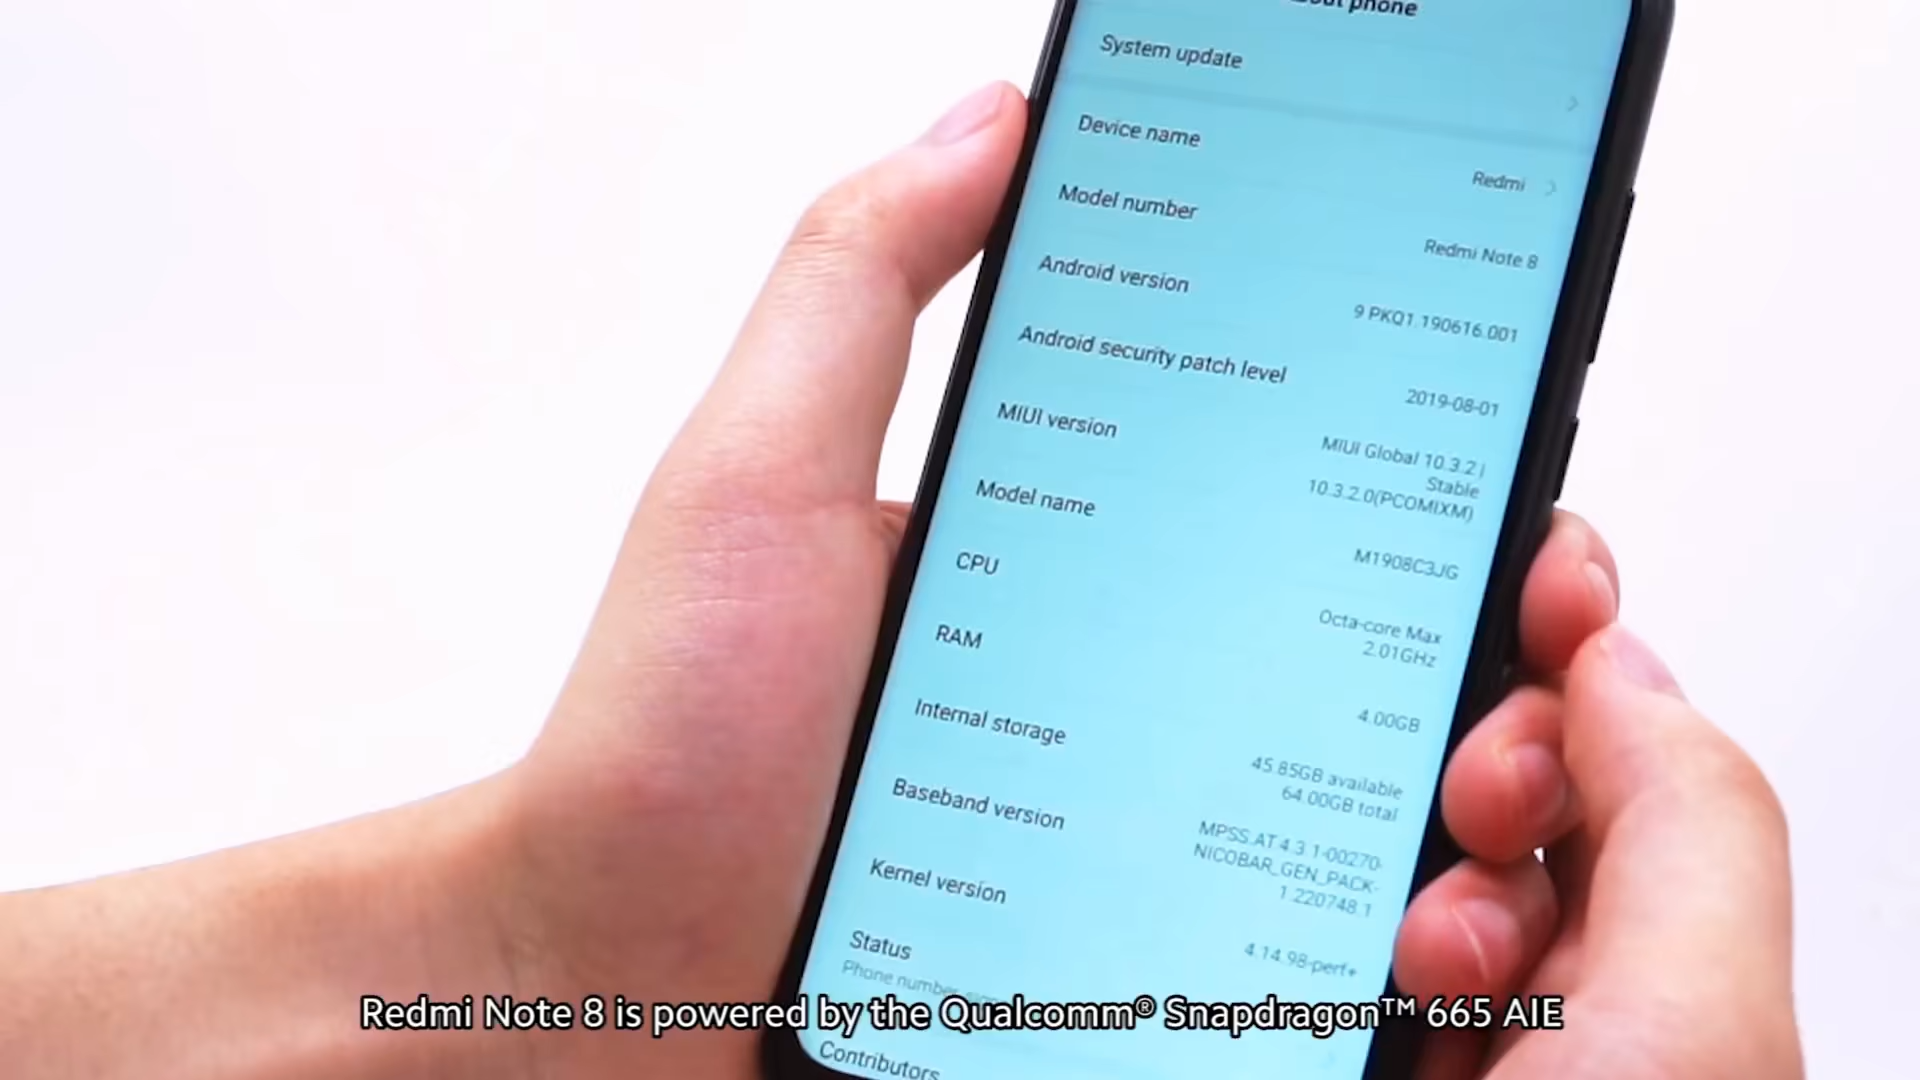 phone
System update
Device name
Redmi
Model number
Redmi Note 8
Android version
9 PKQ1.190616.001
Android security patch level
2019-08-01
MIUI version
MIUI Global 10.3.2 |
Stable
10.3.2.0(PCOMIXM)
Model name
M1908C3JG
CPU
Octa-core Max
2.01GHz
RAM
4.00GB
Internal storage
45.85GB available
64.00GB total
Baseband version
MPSS.AT.4.3.1-00270-
NICOBAR_GEN_PACK-
1.220748.1
Kernel version
4.14.98-perf+
Status
Phone number
Redmi Note 8 is powered by the Qualcomm® Snapdragon™ 665 AIE
Contributors